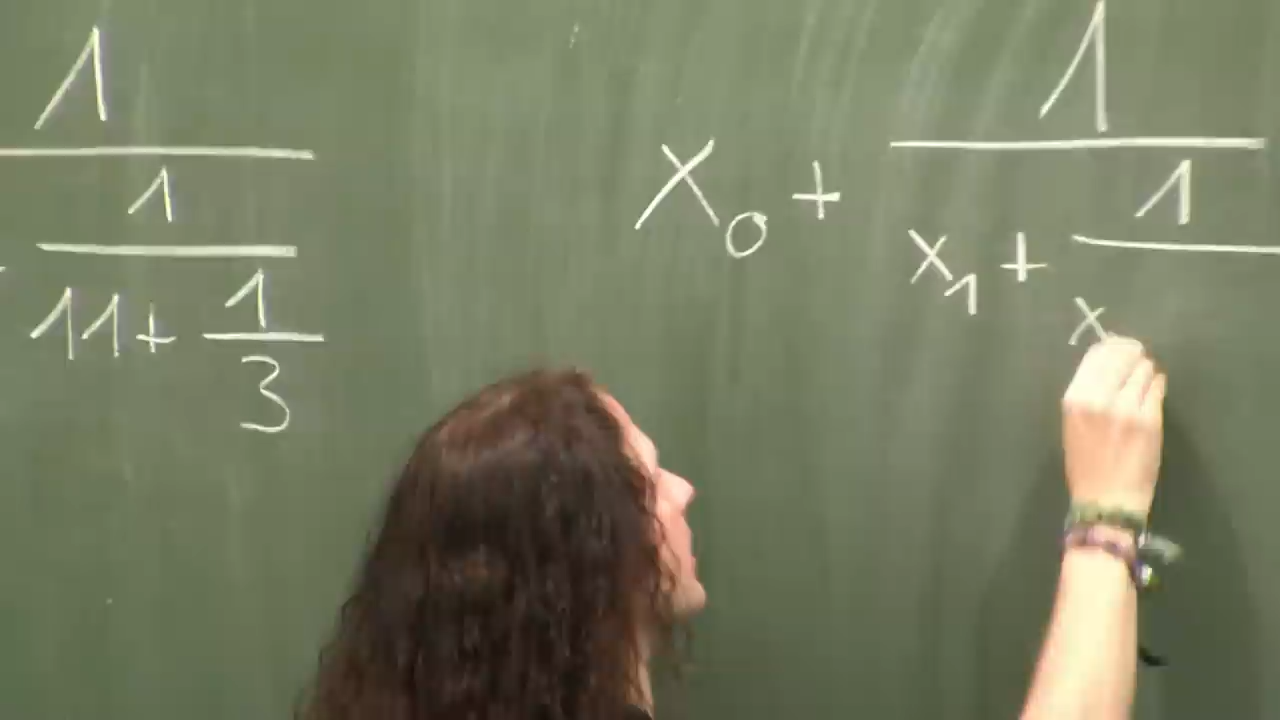 1
1
11+ 1
3
x₀ + 1
x₁ + 1
x